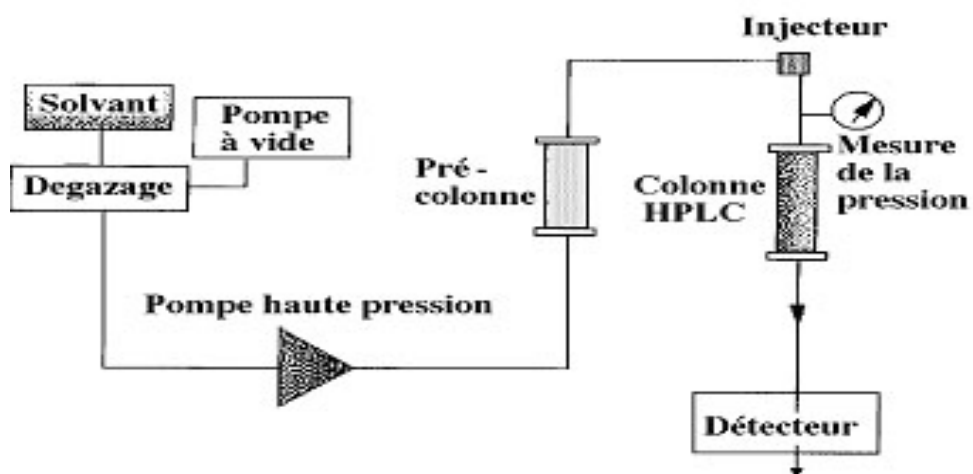 Injecteur
Solvant
Pompe
à vide
Degazage
Pré -
colonne
Colonne
HPLC
Mesure
de la
pression
Pompe haute pression
Détecteur